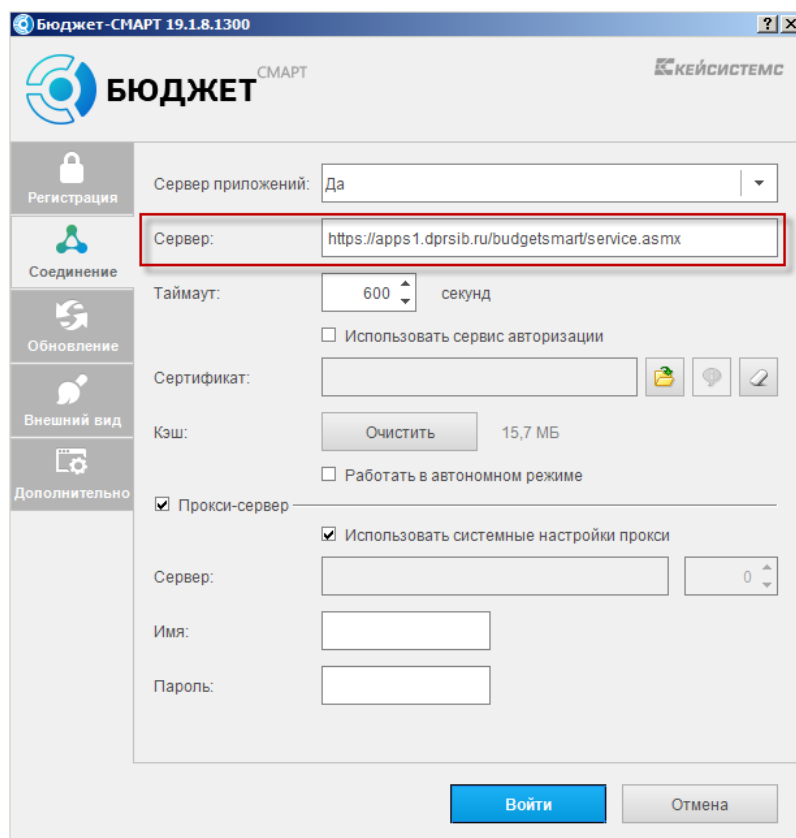 Бюджет-СМАРТ 19.1.8.1300
БЮДЖЕТ СМАРТ
КЕЙСИСТЕМС
Регистрация
Соединение
Обновление
Внешний вид
Дополнительно
Сервер приложений: Да
Сервер: https://apps1.dprsib.ru/budgetsmart/service.asmx
Таймаут: 600 секунд
Использовать сервис авторизации
Сертификат:
Кэш: Очистить 15,7 МБ
Работать в автономном режиме
Прокси-сервер
Использовать системные настройки прокси
Сервер: 0
Имя:
Пароль:
Войти Отмена